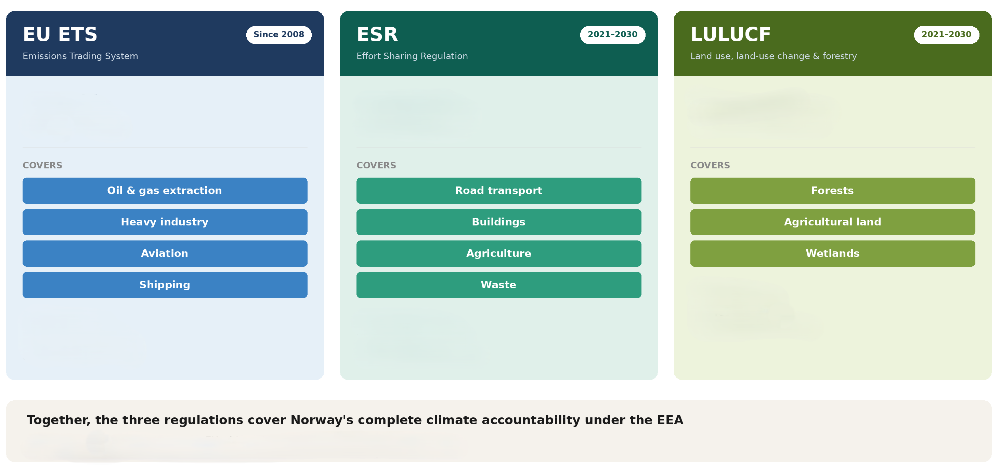 EU ETS
Since 2008
Emissions Trading System
COVERS
Oil & gas extraction
Heavy industry
Aviation
Shipping
ESR
2021–2030
Effort Sharing Regulation
COVERS
Road transport
Buildings
Agriculture
Waste
LULUCF
2021–2030
Land use, land-use change & forestry
COVERS
Forests
Agricultural land
Wetlands
Together, the three regulations cover Norway's complete climate accountability under the EEA